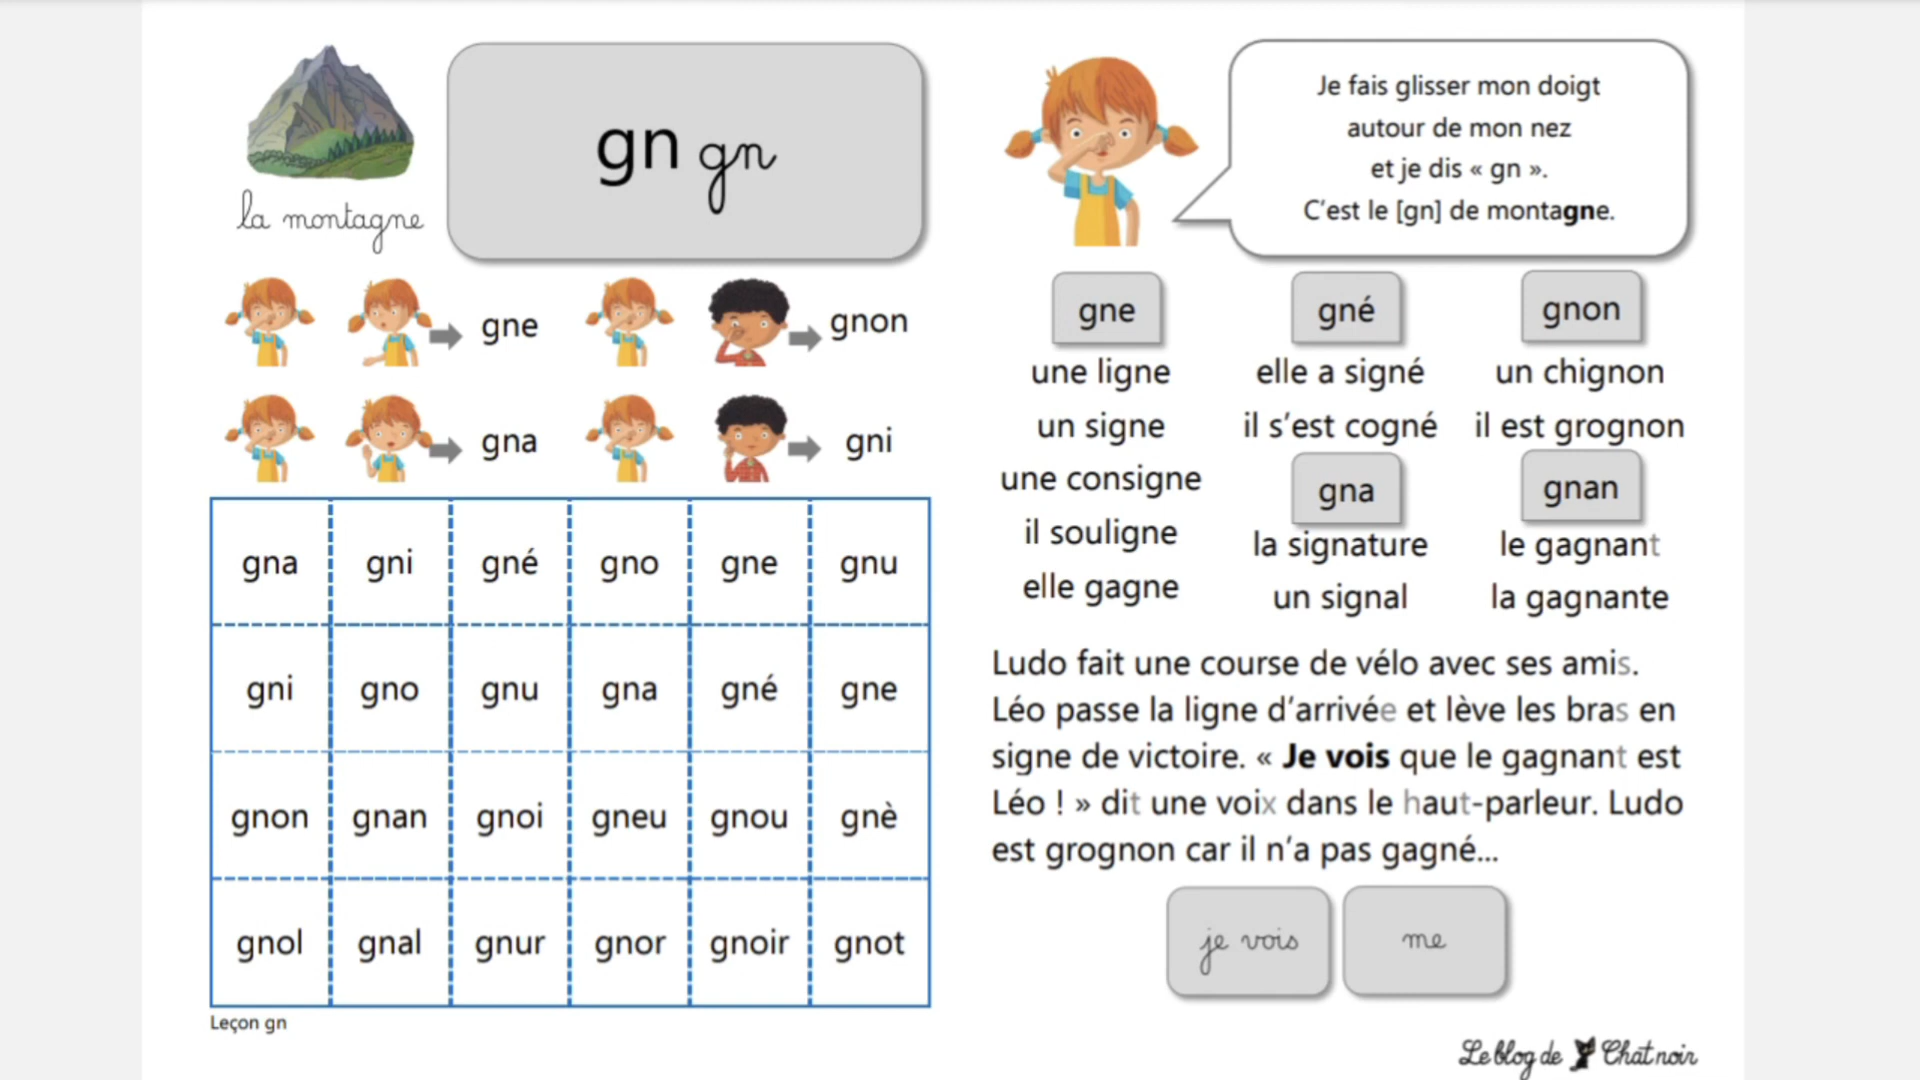 la montagne
gn gn
gne
gnon
gna
gni
gna gni gné gno gne gnu
gni gno gnu gna gné gne
gnon gnan gnoi gneu gnou gnè
gnol gnal gnur gnor gnoir gnot
Leçon gn
Je fais glisser mon doigt
autour de mon nez
et je dis « gn ».
C'est le [gn] de montagne.
gne
une ligne
un signe
une consigne
il souligne
elle gagne
gné
elle a signé
il s'est cogné
gna
la signature
un signal
gnon
un chignon
il est grognon
gnan
le gagnant
la gagnante
Ludo fait une course de vélo avec ses amis.
Léo passe la ligne d'arrivée et lève les bras en
signe de victoire. « Je vois que le gagnant est
Léo ! » dit une voix dans le haut-parleur. Ludo
est grognon car il n'a pas gagné...
je vois
me
Le blog de Chat noir